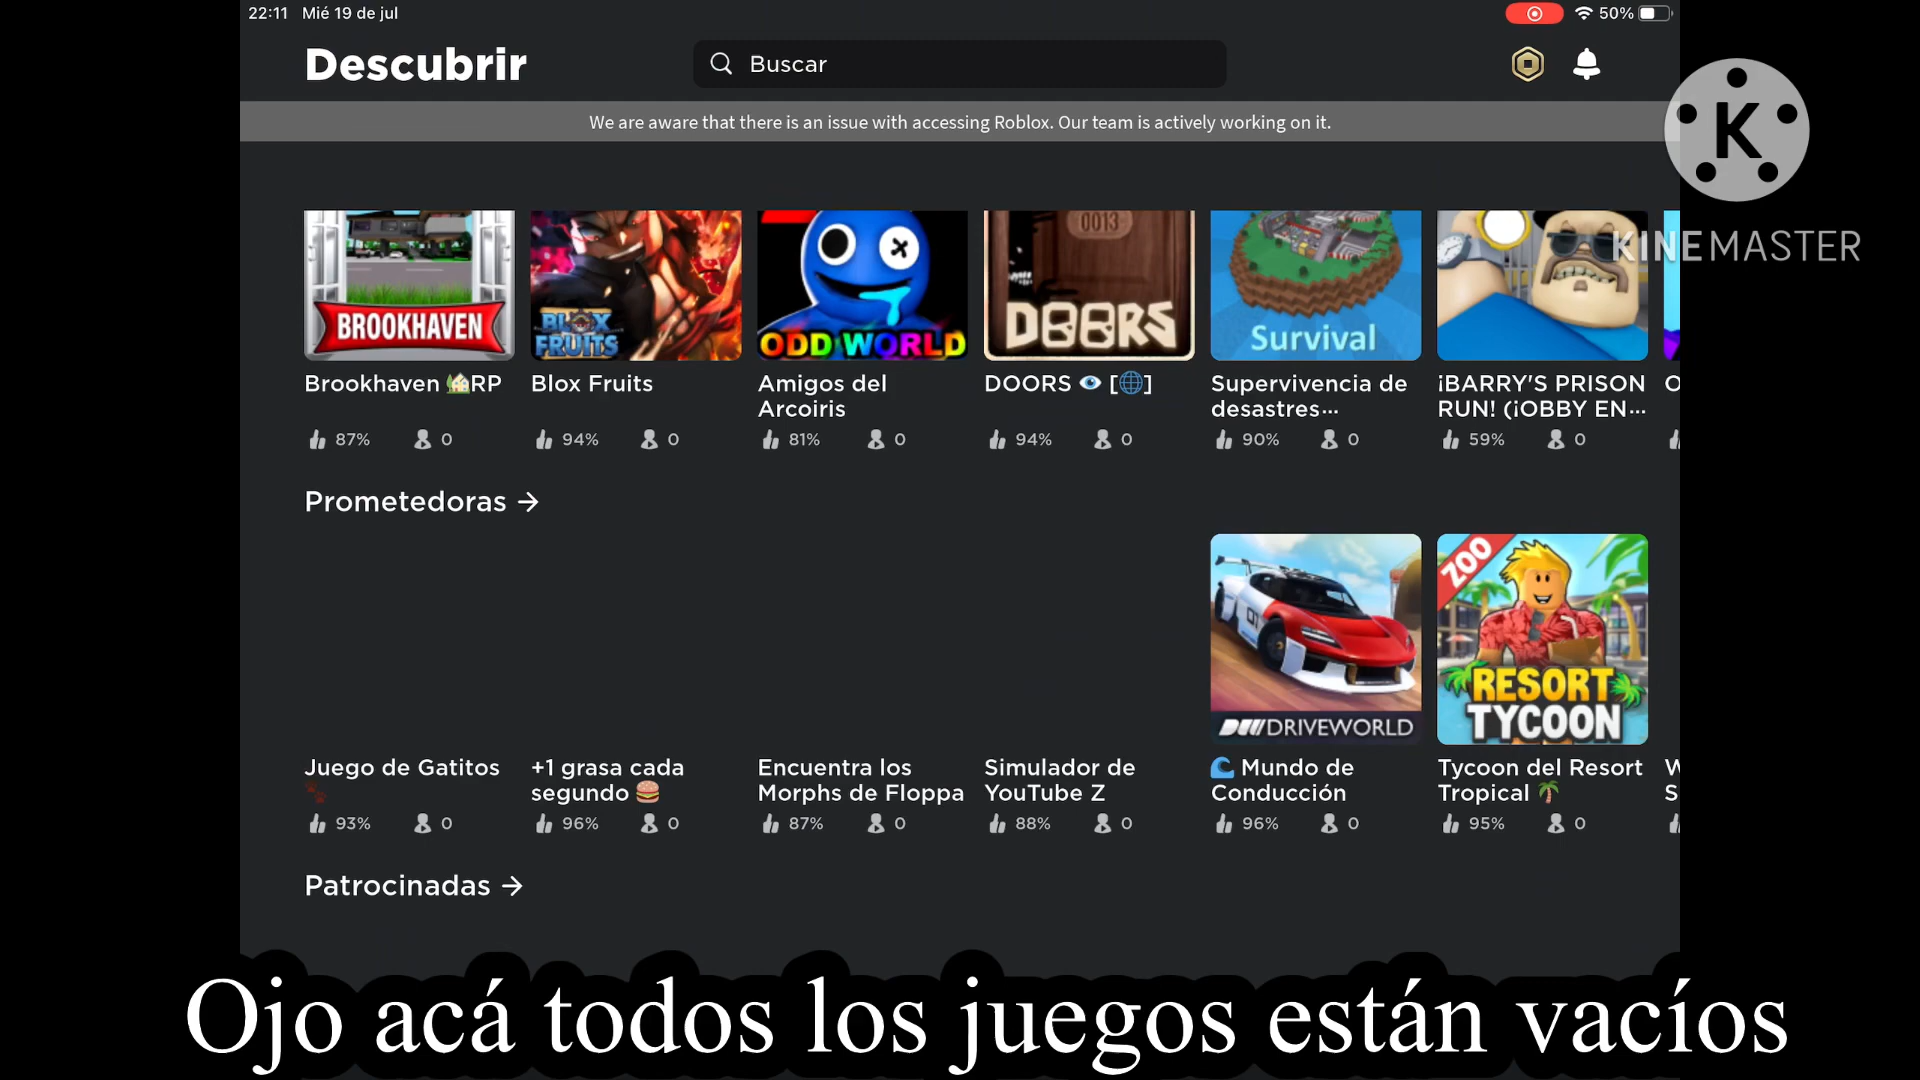 22:11 Mié 19 de jul
50%
Descubrir
Buscar
We are aware that there is an issue with accessing Roblox. Our team is actively working on it.
K
KINEMASTER
BROOKHAVEN
BLOX FRUITS
ODD WORLD
0013
DOORS
Survival
Brookhaven 🏡RP
Blox Fruits
Amigos del Arcoiris
DOORS 👁 [🌐]
Supervivencia de desastres...
¡BARRY'S PRISON RUN! (¡OBBY EN...
87% 0
94% 0
81% 0
94% 0
90% 0
59% 0
Prometedoras →
01
DRIVEWORLD
ZOO
RESORT TYCOON
Juego de Gatitos 🐾
+1 grasa cada segundo 🍔
Encuentra los Morphs de Floppa
Simulador de YouTube Z
🌊 Mundo de Conducción
Tycoon del Resort Tropical 🌴
93% 0
96% 0
87% 0
88% 0
96% 0
95% 0
Patrocinadas →
Ojo acá todos los juegos están vacíos